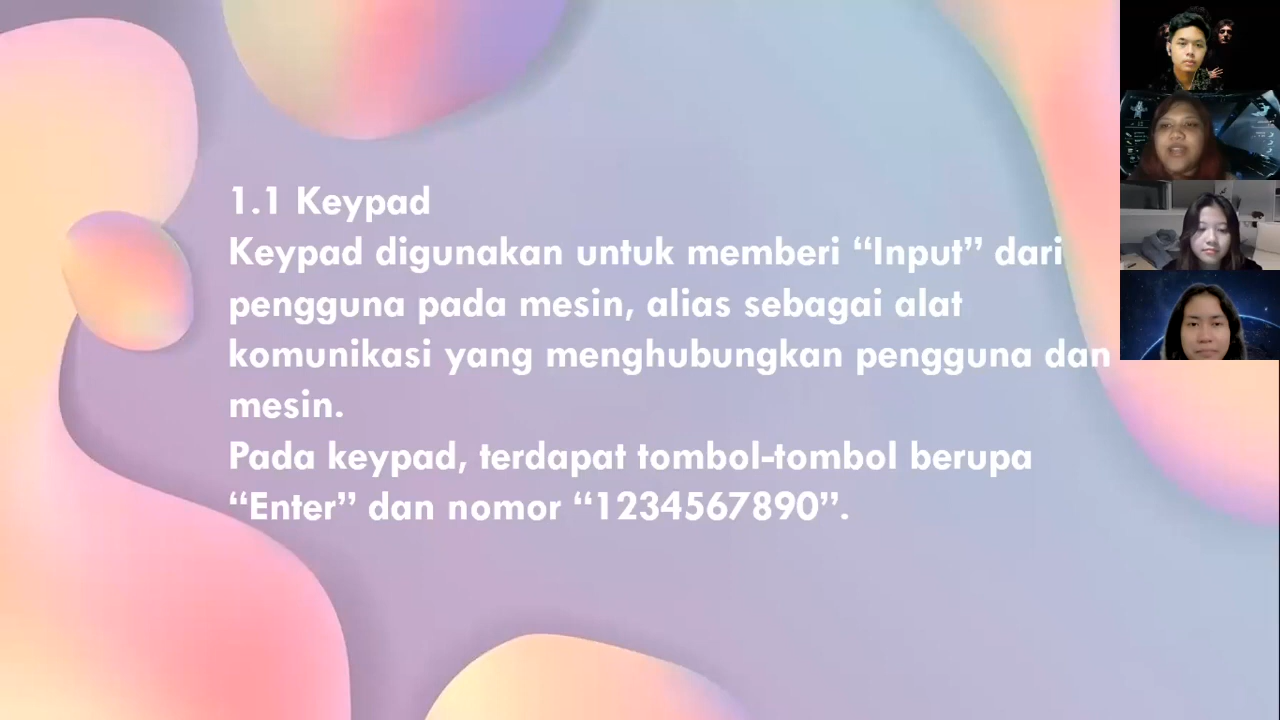 1.1 Keypad
Keypad digunakan untuk memberi “Input” dari
pengguna pada mesin, alias sebagai alat
komunikasi yang menghubungkan pengguna dan
mesin.
Pada keypad, terdapat tombol-tombol berupa
“Enter” dan nomor “1234567890”.